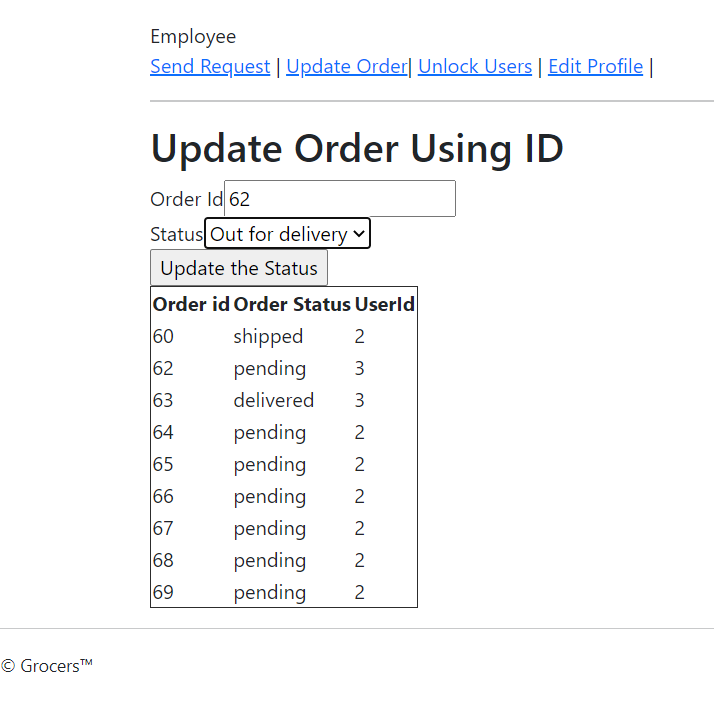 Employee
Send Request | Update Order| Unlock Users | Edit Profile |
Update Order Using ID
Order Id 62
Status Out for delivery
Update the Status
Order id Order Status UserId
60 shipped 2
62 pending 3
63 delivered 3
64 pending 2
65 pending 2
66 pending 2
67 pending 2
68 pending 2
69 pending 2
© Grocers™